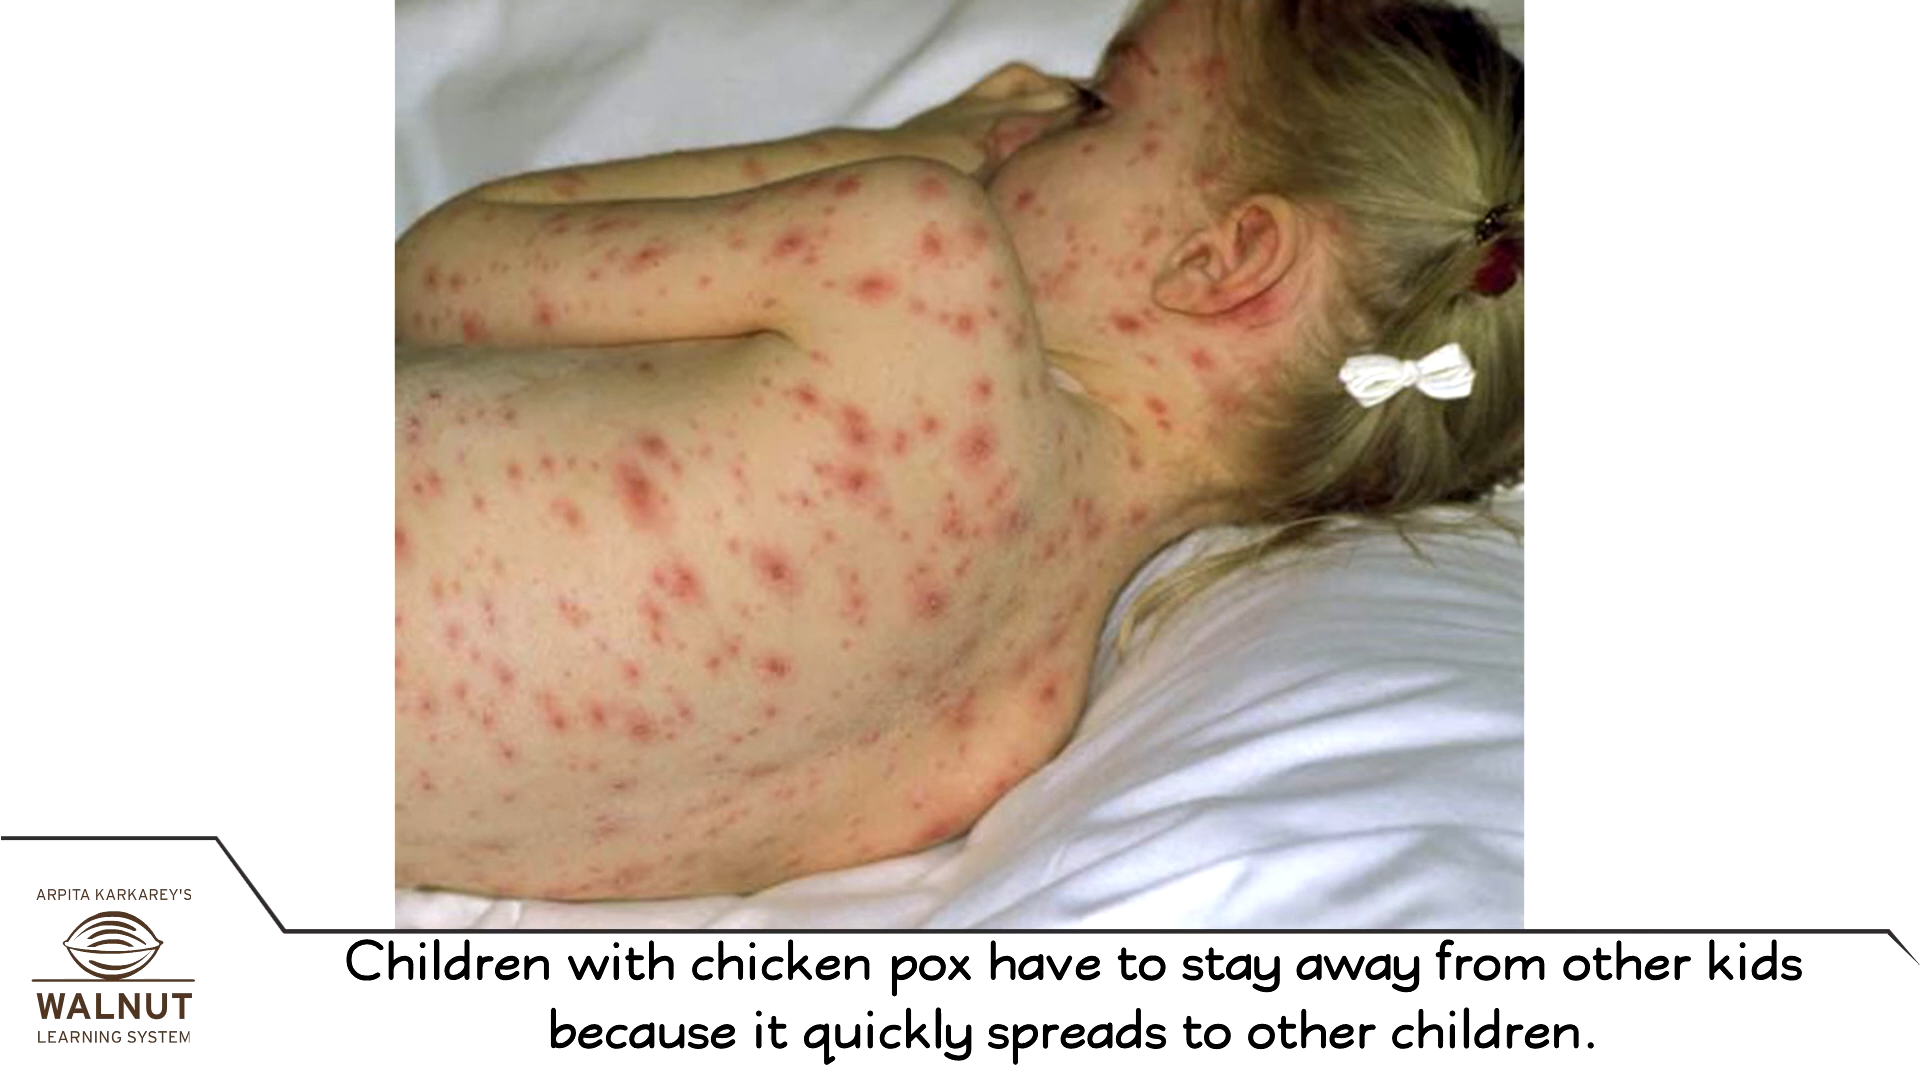 ARPITA KARKAREY'S
WALNUT
LEARNING SYSTEM
Children with chicken pox have to stay away from other kids
because it quickly spreads to other children.